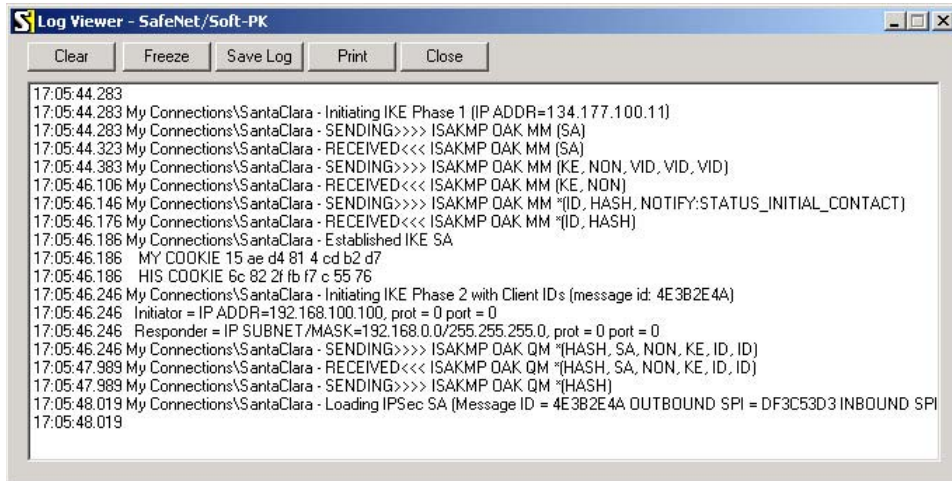 Log Viewer - SafeNet/Soft-PK
Clear Freeze Save Log Print Close
17:05:44.283
17:05:44.283 My Connections\SantaClara - Initiating IKE Phase 1 (IP ADDR=134.177.100.11)
17:05:44.283 My Connections\SantaClara - SENDING>>>> ISAKMP OAK MM (SA)
17:05:44.323 My Connections\SantaClara - RECEIVED<<< ISAKMP OAK MM (SA)
17:05:44.383 My Connections\SantaClara - SENDING>>>> ISAKMP OAK MM (KE, NON, VID, VID, VID)
17:05:46.106 My Connections\SantaClara - RECEIVED<<< ISAKMP OAK MM (KE, NON)
17:05:46.146 My Connections\SantaClara - SENDING>>>> ISAKMP OAK MM *(ID, HASH, NOTIFY:STATUS_INITIAL_CONTACT)
17:05:46.176 My Connections\SantaClara - RECEIVED<<< ISAKMP OAK MM *(ID, HASH)
17:05:46.186 My Connections\SantaClara - Established IKE SA
17:05:46.186 MY COOKIE 15 ae d4 81 4 cd b2 d7
17:05:46.186 HIS COOKIE 6c 82 2f fb f7 c 55 76
17:05:46.246 My Connections\SantaClara - Initiating IKE Phase 2 with Client IDs (message id: 4E3B2E4A)
17:05:46.246 Initiator = IP ADDR=192.168.100.100, prot = 0 port = 0
17:05:46.246 Responder = IP SUBNET/MASK=192.168.0.0/255.255.255.0, prot = 0 port = 0
17:05:46.246 My Connections\SantaClara - SENDING>>>> ISAKMP OAK QM *(HASH, SA, NON, KE, ID, ID)
17:05:47.989 My Connections\SantaClara - RECEIVED<<< ISAKMP OAK QM *(HASH, SA, NON, KE, ID, ID)
17:05:47.989 My Connections\SantaClara - SENDING>>>> ISAKMP OAK QM *(HASH)
17:05:48.019 My Connections\SantaClara - Loading IPSec SA (Message ID = 4E3B2E4A OUTBOUND SPI = DF3C53D3 INBOUND SPI
17:05:48.019